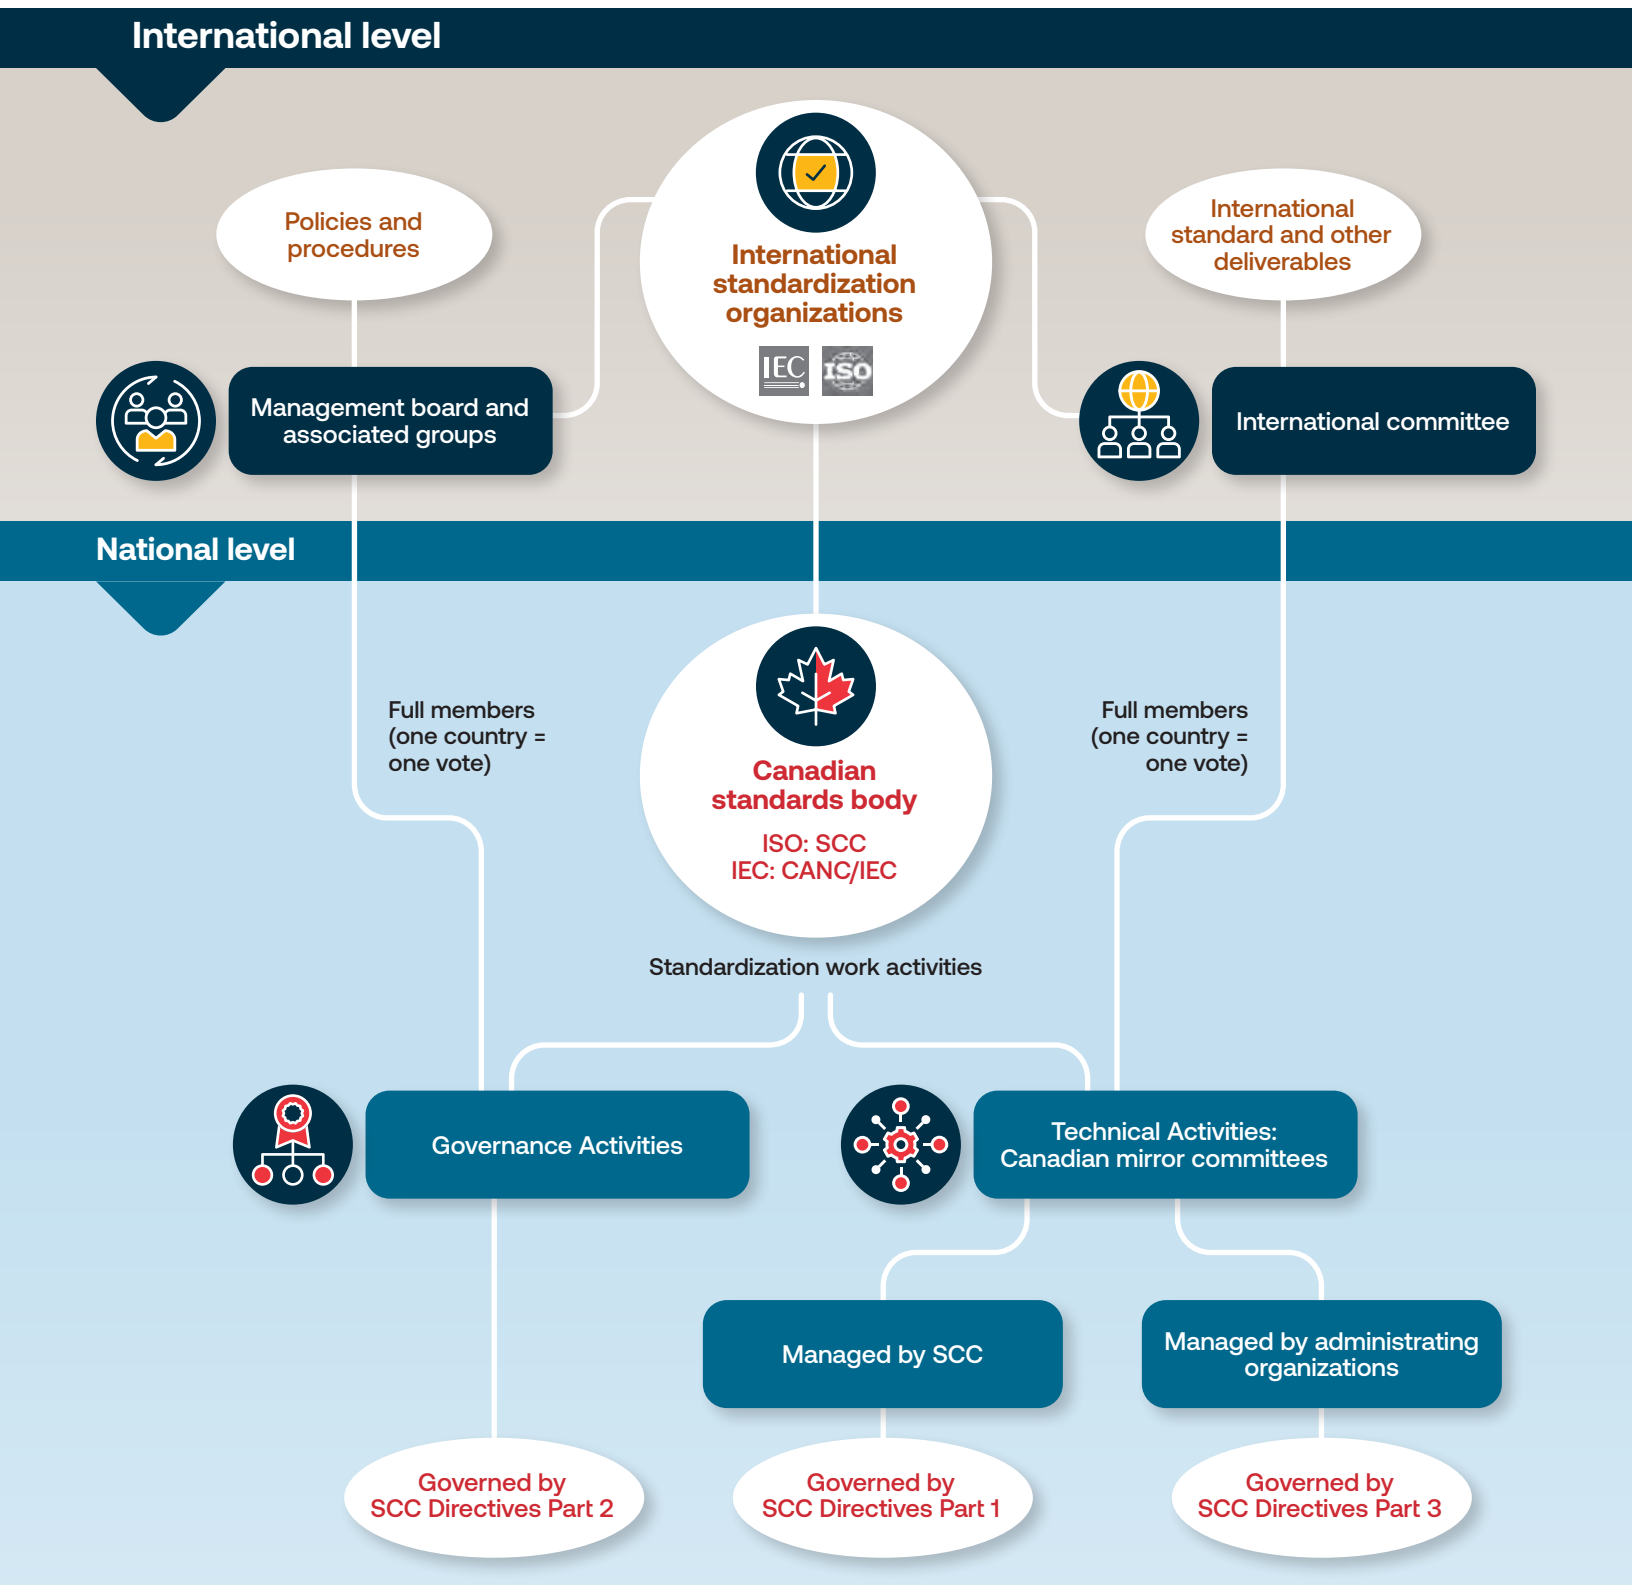 International level
Policies and
procedures
International
standardization
organizations
IEC ISO
International
standard and other
deliverables
Management board and
associated groups
International committee
National level
Full members
(one country =
one vote)
Canadian
standards body
ISO: SCC
IEC: CANC/IEC
Full members
(one country =
one vote)
Standardization work activities
Governance Activities
Technical Activities:
Canadian mirror committees
Managed by SCC
Managed by administrating
organizations
Governed by
SCC Directives Part 2
Governed by
SCC Directives Part 1
Governed by
SCC Directives Part 3